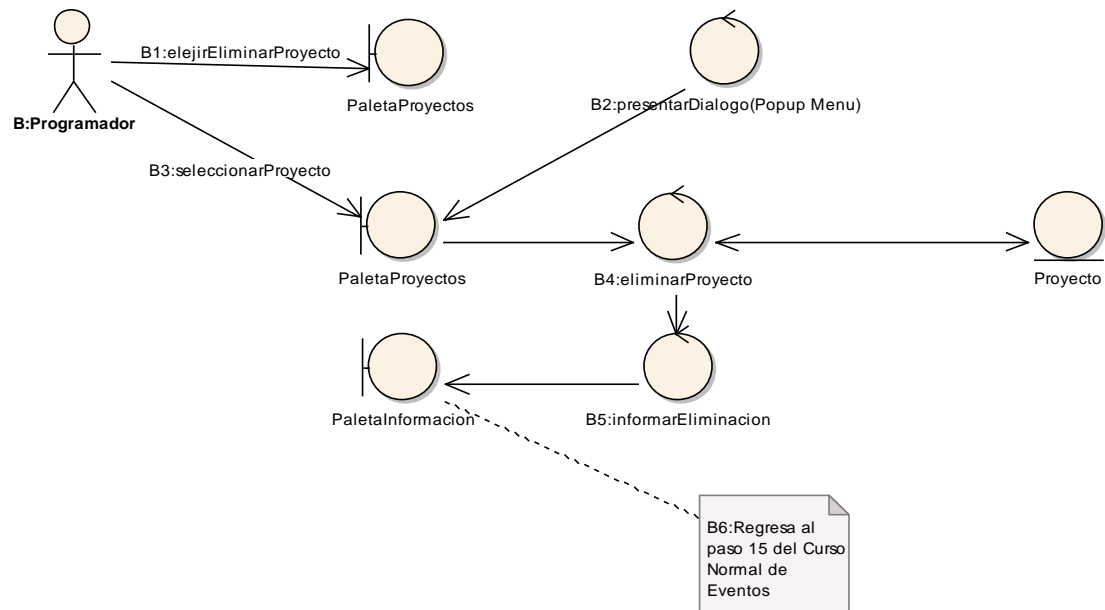 B1:elejirEliminarProyecto
PaletaProyectos
B2:presentarDialogo(Popup Menu)
B:Programador
B3:seleccionarProyecto
PaletaProyectos
B4:eliminarProyecto
Proyecto
PaletaInformacion
B5:informarEliminacion
B6:Regresa al
paso 15 del Curso
Normal de
Eventos